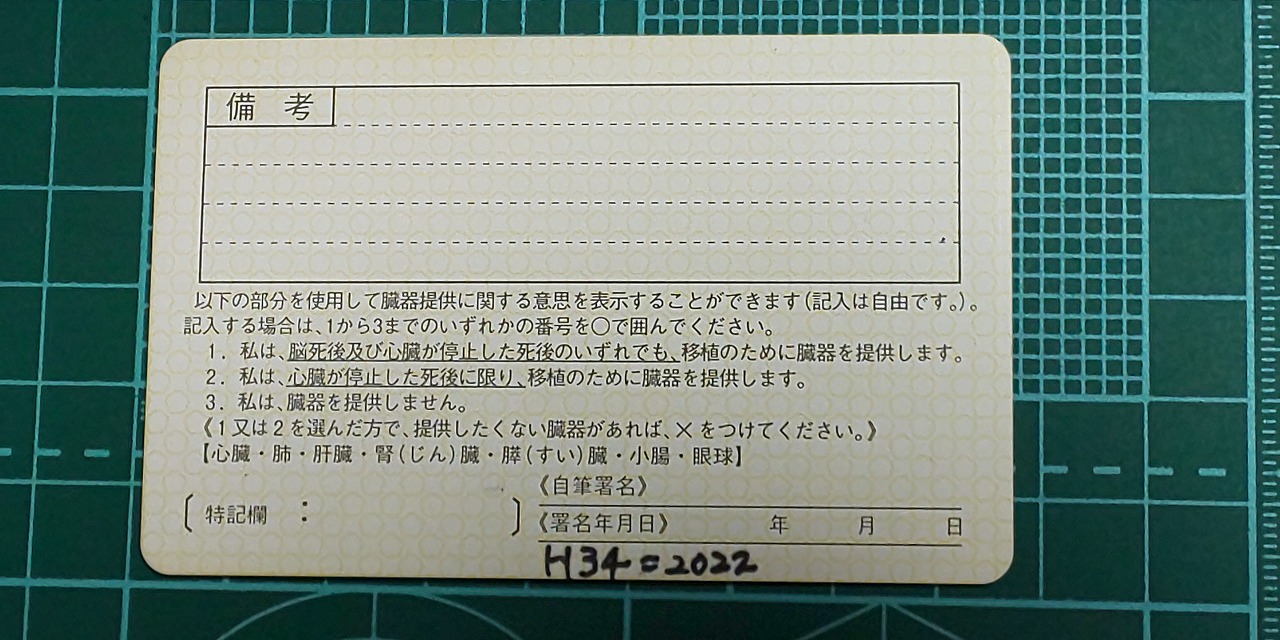 備 考
以下の部分を使用して臓器提供に関する意思を表示することができます(記入は自由です。)。
記入する場合は、1から3までのいずれかの番号を〇で囲んでください。
1. 私は、脳死後及び心臓が停止した死後のいずれでも、移植のために臓器を提供します。
2. 私は、心臓が停止した死後に限り、移植のために臓器を提供します。
3. 私は、臓器を提供しません。
《1又は2を選んだ方で、提供したくない臓器があれば、×をつけてください。》
【心臓・肺・肝臓・腎(じん)臓・膵(すい)臓・小腸・眼球】
《自筆署名》
〔 特記欄 : 〕
《署名年月日》 年 月 日
H34=2022